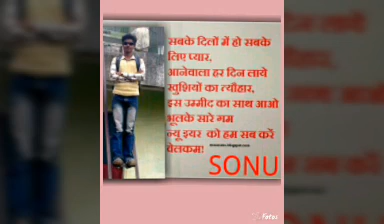 सबके दिलों में हो सबके
लिए प्यार,
आनेवाला हर दिन लाये
खुशियों का त्यौहार,
इस उम्मीद का साथ आओ
भूलके सारे गम
न्यू इयर को हम सब करें
वेलकम!
SONU